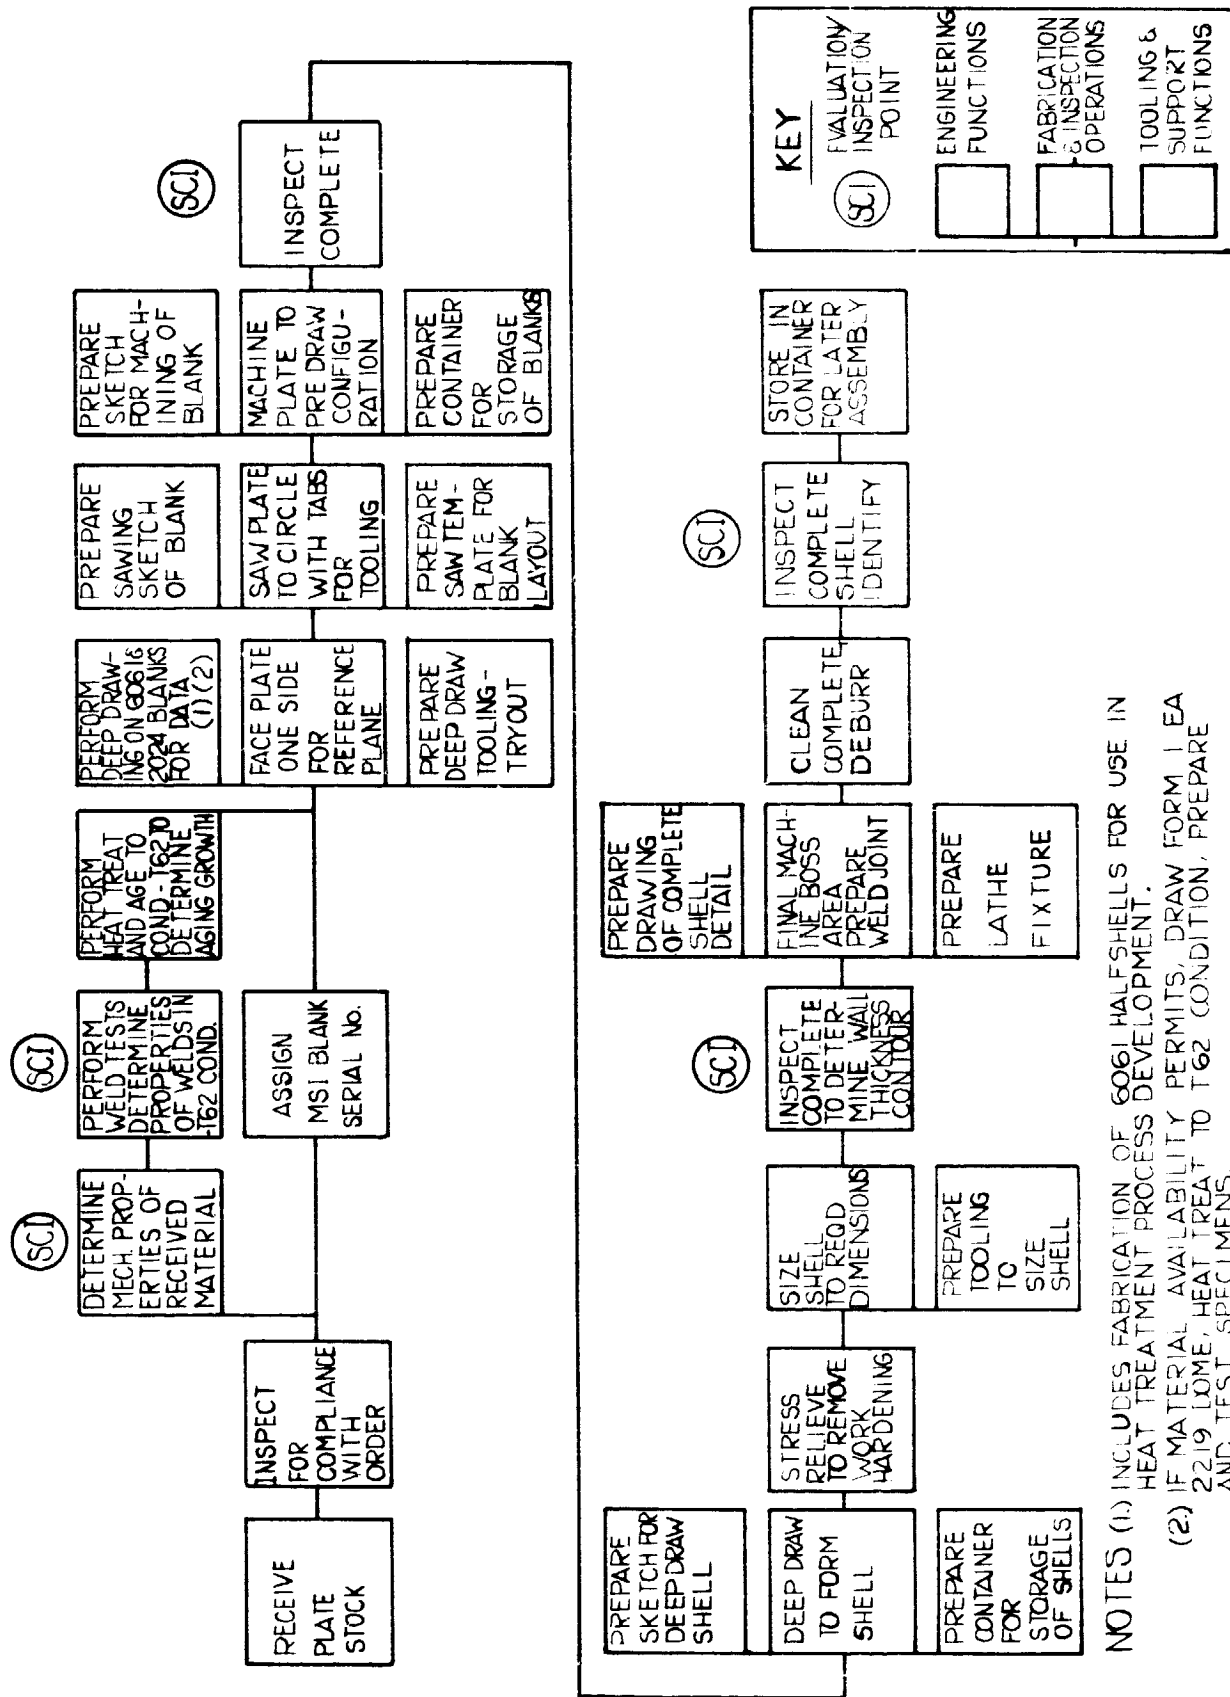 RECEIVE
PLATE
STOCK
INSPECT
FOR
COMPLIANCE
WITH
ORDER
SCI
DETERMINE
MECH. PROP-
ERTIES OF
RECEIVED
MATERIAL
SCI
PERFORM
WELD TESTS
DETERMINE
PROPERTIES
OF WELDS IN
-T62 COND.
PERFORM
HEAT TREAT
AND AGE TO
COND -T62 TO
DETERMINE
AGING GROWTH
ASSIGN
MSI BLANK
SERIAL No.
PERFORM
DEEP DRAW-
ING ON 6061 &
2024 BLANKS
FOR DATA
(1) (2)
FACE PLATE
ONE SIDE
FOR
REFERENCE
PLANE
PREPARE
DEEP DRAW
TOOLING -
TRYOUT
PREPARE
SAWING
SKETCH
OF BLANK
SAW PLATE
TO CIRCLE
WITH TABS
FOR
TOOLING
PREPARE
SAW TEM-
PLATE FOR
BLANK
LAYOUT
PREPARE
SKETCH
FOR MACH-
INING OF
BLANK
MACHINE
PLATE TO
PRE DRAW
CONFIGU-
RATION
PREPARE
CONTAINER
FOR
STORAGE
OF BLANKS
SCI
INSPECT
COMPLETE
PREPARE
SKETCH FOR
DEEP DRAW
SHELL
DEEP DRAW
TO FORM
SHELL
PREPARE
CONTAINER
FOR
STORAGE
OF SHELLS
STRESS
RELIEVE
TO REMOVE
WORK
HARDENING
SIZE
SHELL
TO REQD
DIMENSIONS
PREPARE
TOOLING
TO
SIZE
SHELL
SCI
INSPECT
COMPLETE
TO DETER-
MINE WALL
THICKNESS
CONTOUR
PREPARE
DRAWING
OF COMPLETE
SHELL
DETAIL
FINAL MACH-
INE BOSS
AREA
PREPARE
WELD JOINT
PREPARE
LATHE
FIXTURE
CLEAN
COMPLETE
DEBURR
SCI
INSPECT
COMPLETE
SHELL
IDENTIFY
STORE IN
CONTAINER
FOR LATER
ASSEMBLY
KEY
SCI
EVALUATION
INSPECTION
POINT
ENGINEERING
FUNCTIONS
FABRICATION
& INSPECTION
OPERATIONS
TOOLING &
SUPPORT
FUNCTIONS
NOTES (1.) INCLUDES FABRICATION OF 6061 HALFSHELLS FOR USE IN
HEAT TREATMENT PROCESS DEVELOPMENT.
(2.) IF MATERIAL AVAILABILITY PERMITS, DRAW FORM 1 EA
2219 DOME, HEAT TREAT TO T62 CONDITION, PREPARE
AND TEST SPECIMENS.